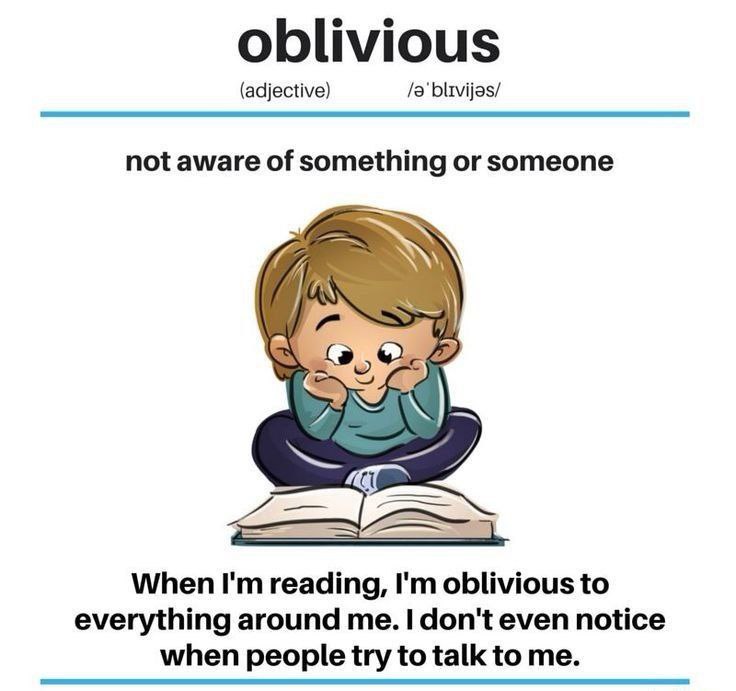 oblivious
(adjective) /əˈblɪvijəs/
not aware of something or someone
When I'm reading, I'm oblivious to
everything around me. I don't even notice
when people try to talk to me.